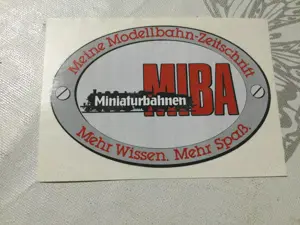 Meine Modellbahn-Zeitschrift
MIBA
Miniaturbahnen
Mehr Wissen. Mehr Spaß.